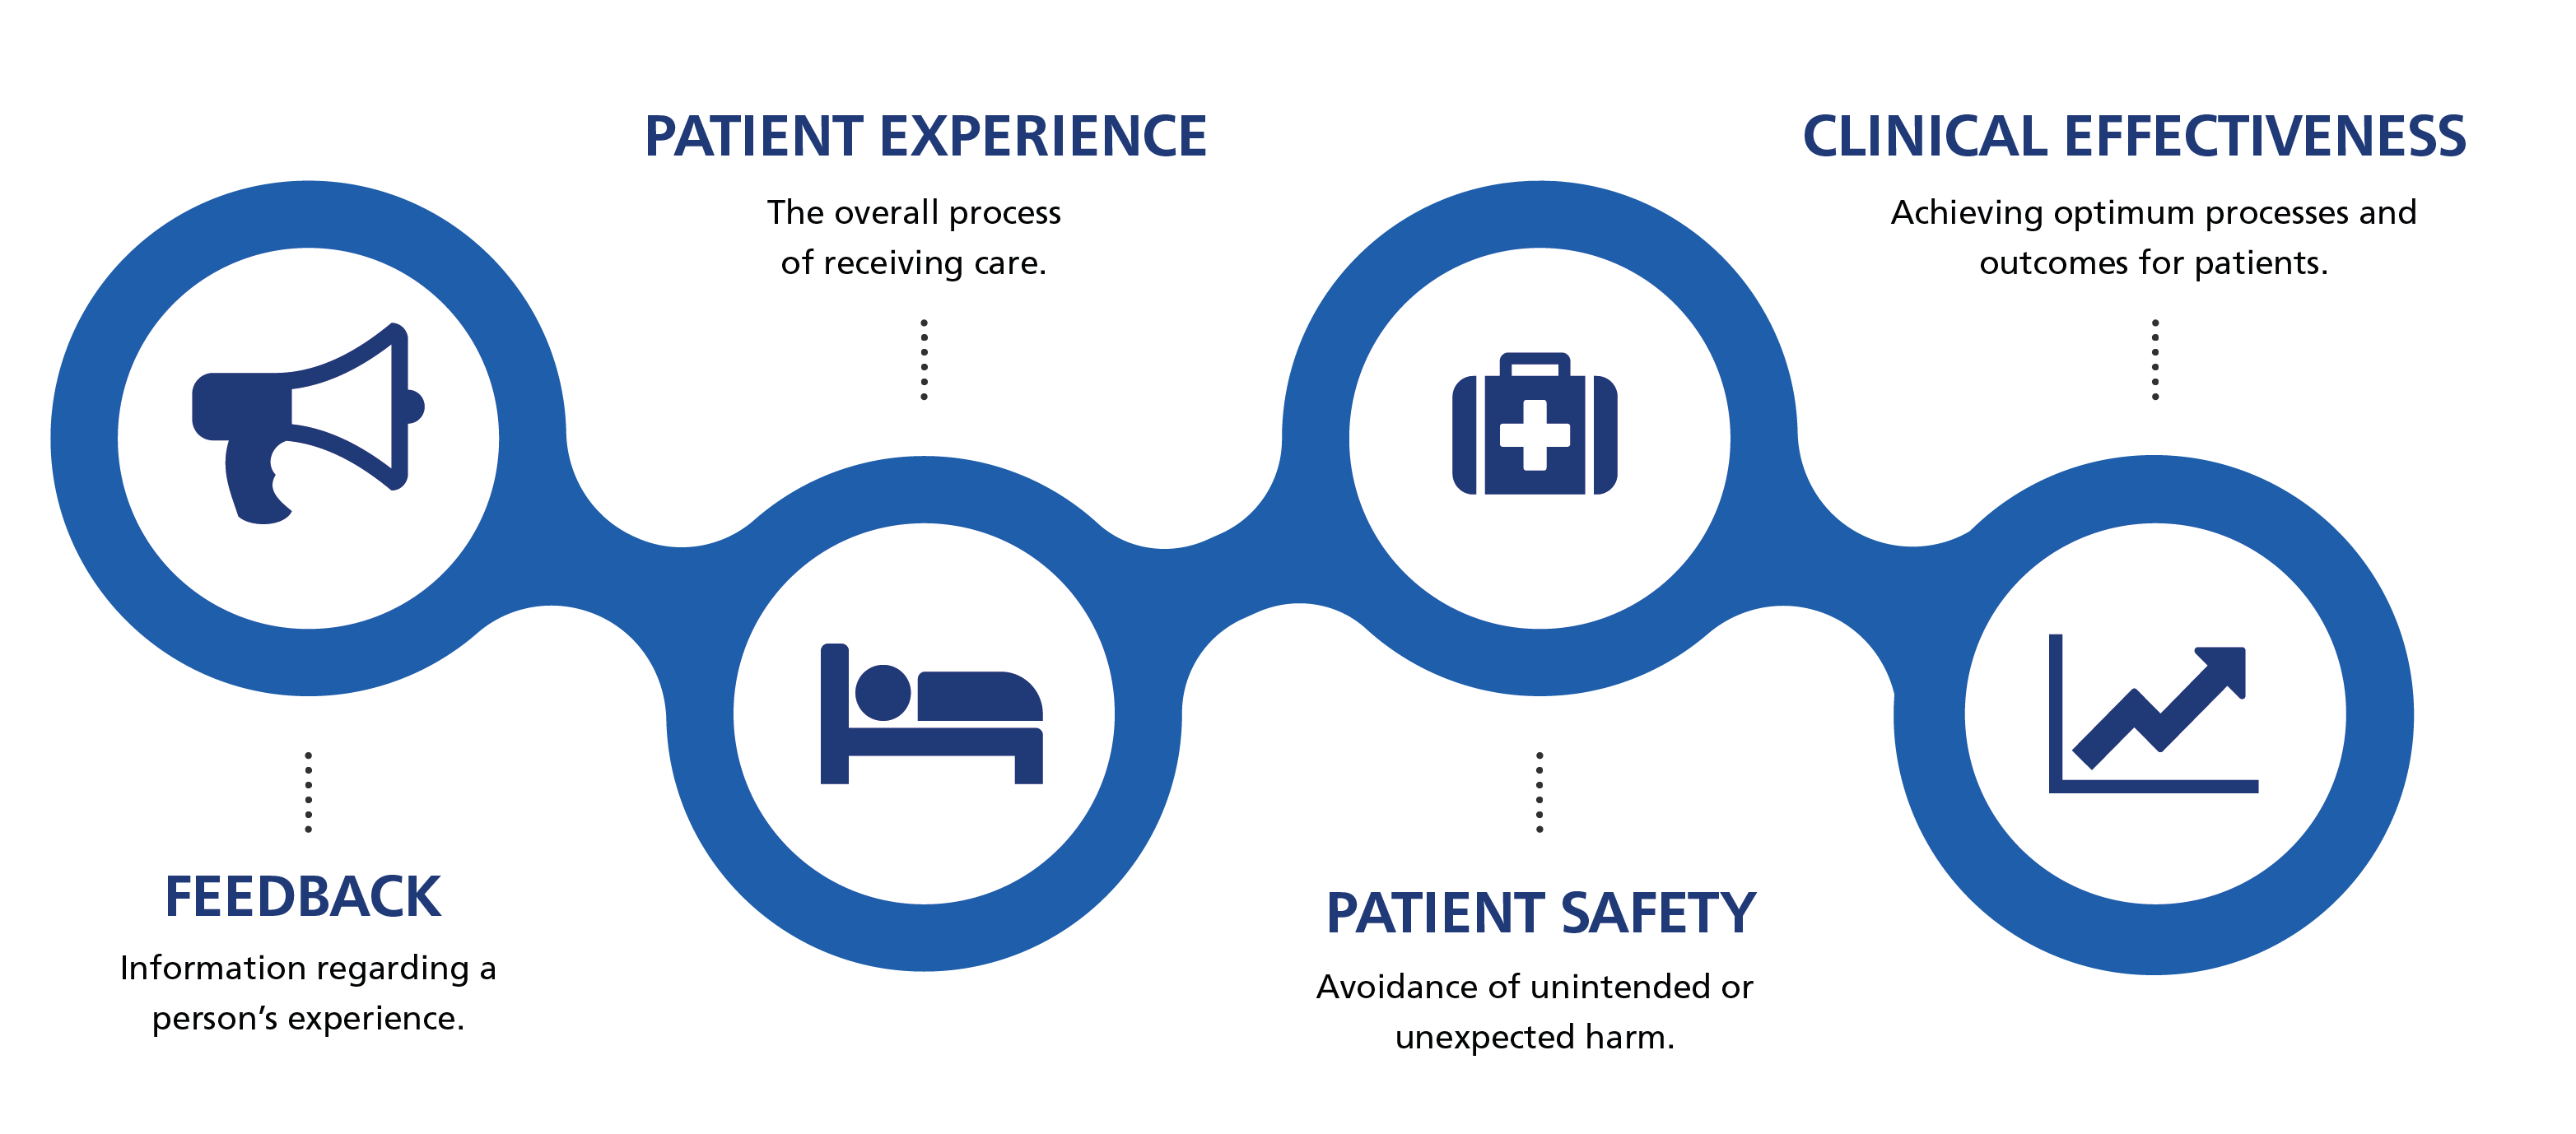 FEEDBACK
Information regarding a
person’s experience.
PATIENT EXPERIENCE
The overall process
of receiving care.
PATIENT SAFETY
Avoidance of unintended or
unexpected harm.
CLINICAL EFFECTIVENESS
Achieving optimum processes and
outcomes for patients.